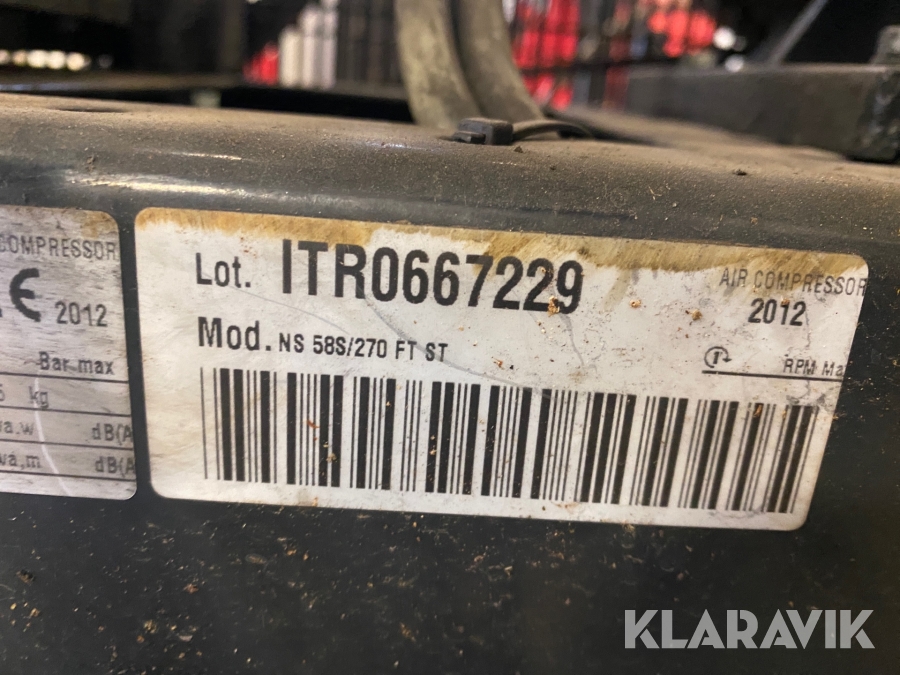 COMPRESSOR
CE 2012
Bar max
kg
dB(A
dB(A
Lot. ITR0667229
AIR COMPRESSOR
2012
Mod. NS 58S/270 FT ST
RPM Ma
KLARAVIK